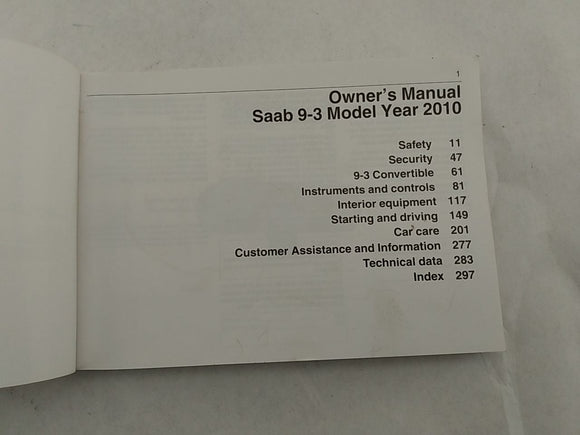 1
Owner's Manual
Saab 9-3 Model Year 2010
Safety 11
Security 47
9-3 Convertible 61
Instruments and controls 81
Interior equipment 117
Starting and driving 149
Car care 201
Customer Assistance and Information 277
Technical data 283
Index 297